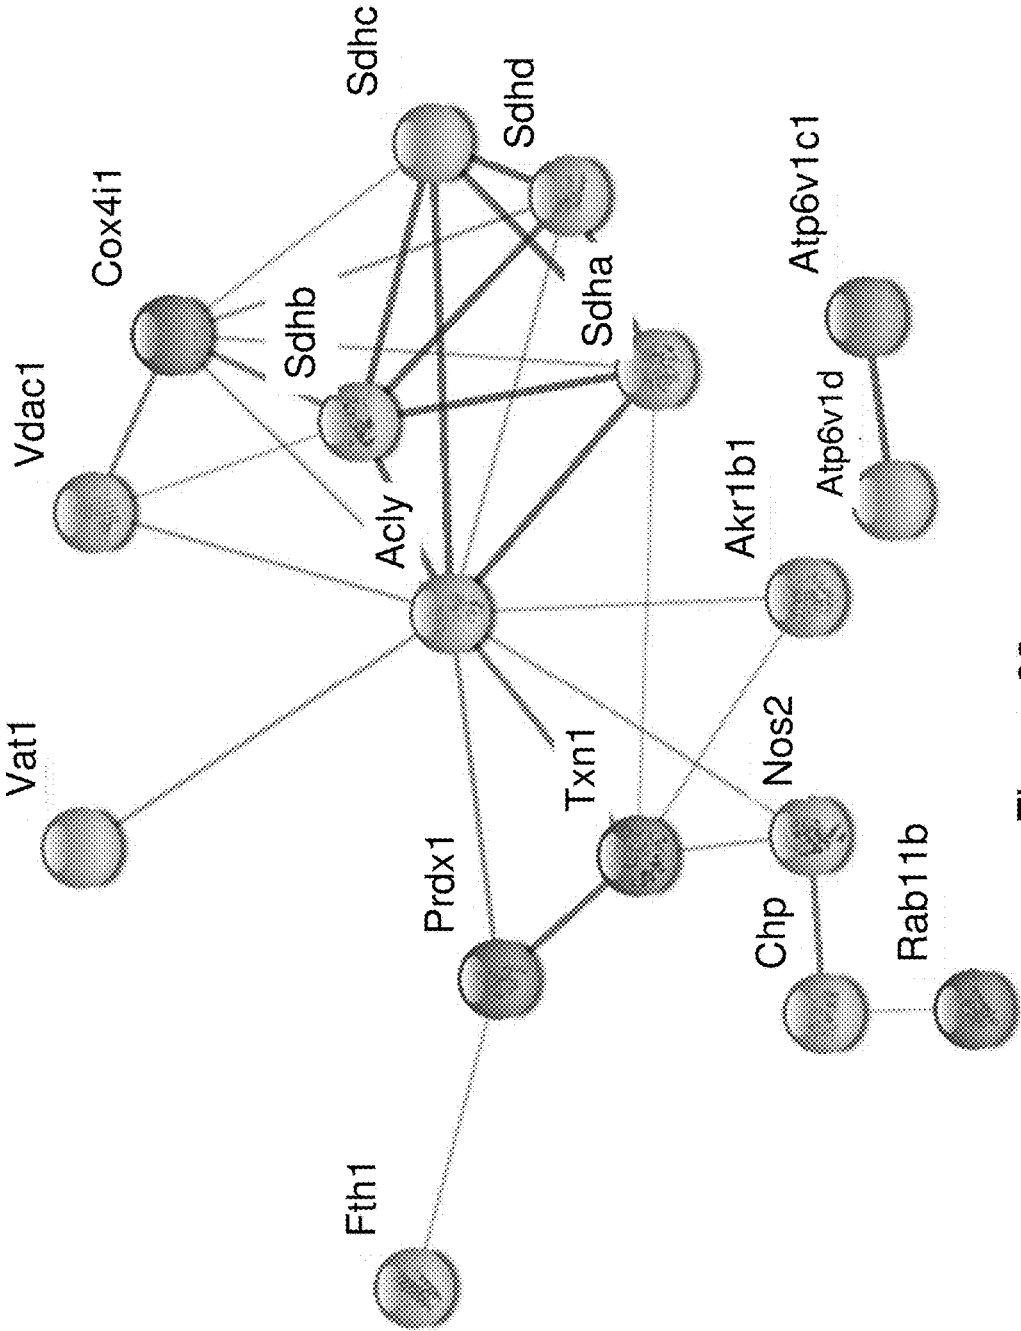 Sdhc
Sdhd
Cox4i1
Atp6v1c1
Sdhb
Sdha
Vdac1
Atp6v1d
Acly
Akr1b1
Vat1
Txn1
Nos2
Prdx1
Chp
Rab11b
Fth1